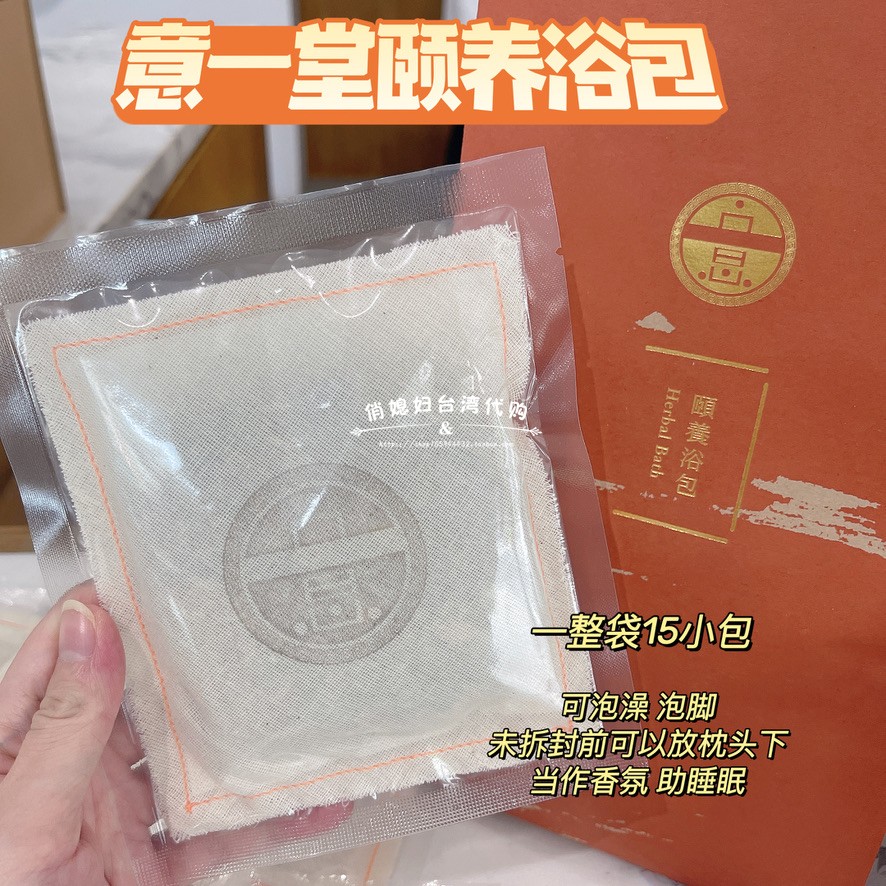 意一堂颐养浴包
頤養浴包
Herbal Bath
俏媳妇台湾代购
&
一整袋15小包
可泡澡 泡脚
未拆封前可以放枕头下
当作香氛 助睡眠